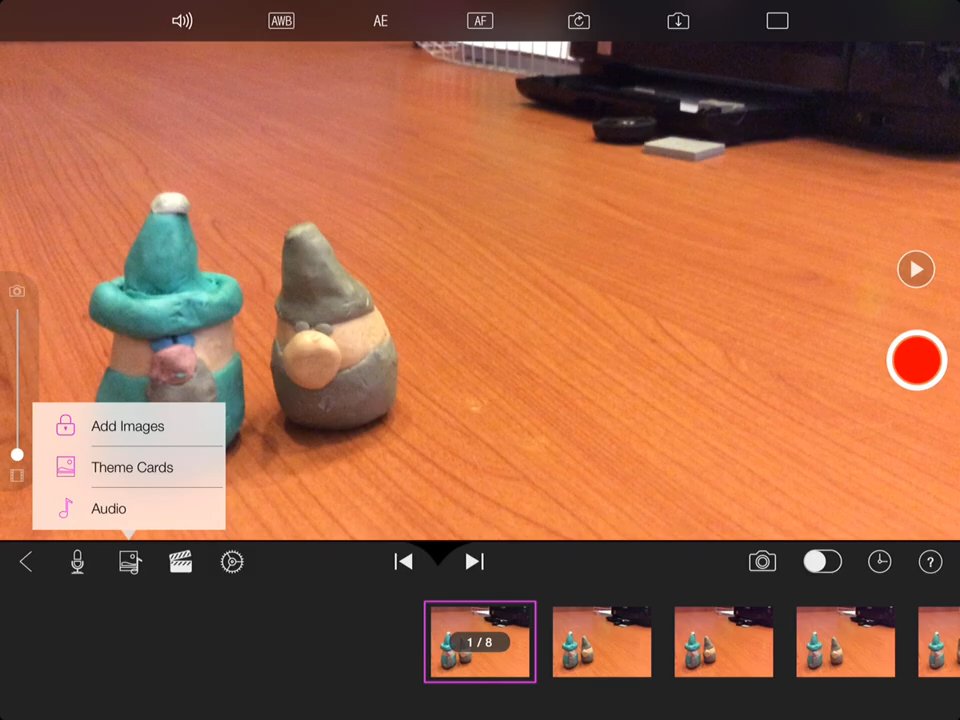 AWB
AE
AF
Add Images
Theme Cards
Audio
?
1 / 8